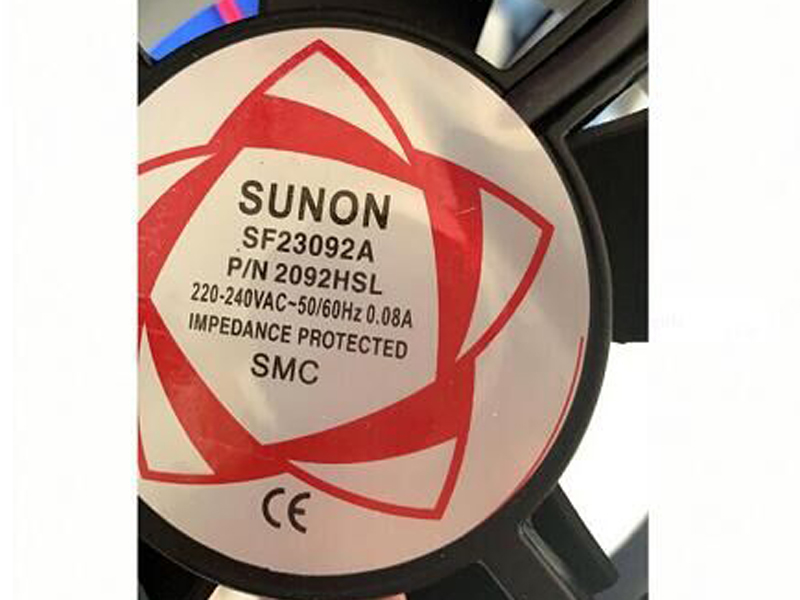 SUNON
SF23092A
P/N 2092HSL
220-240VAC~50/60Hz 0.08A
IMPEDANCE PROTECTED
SMC
CE